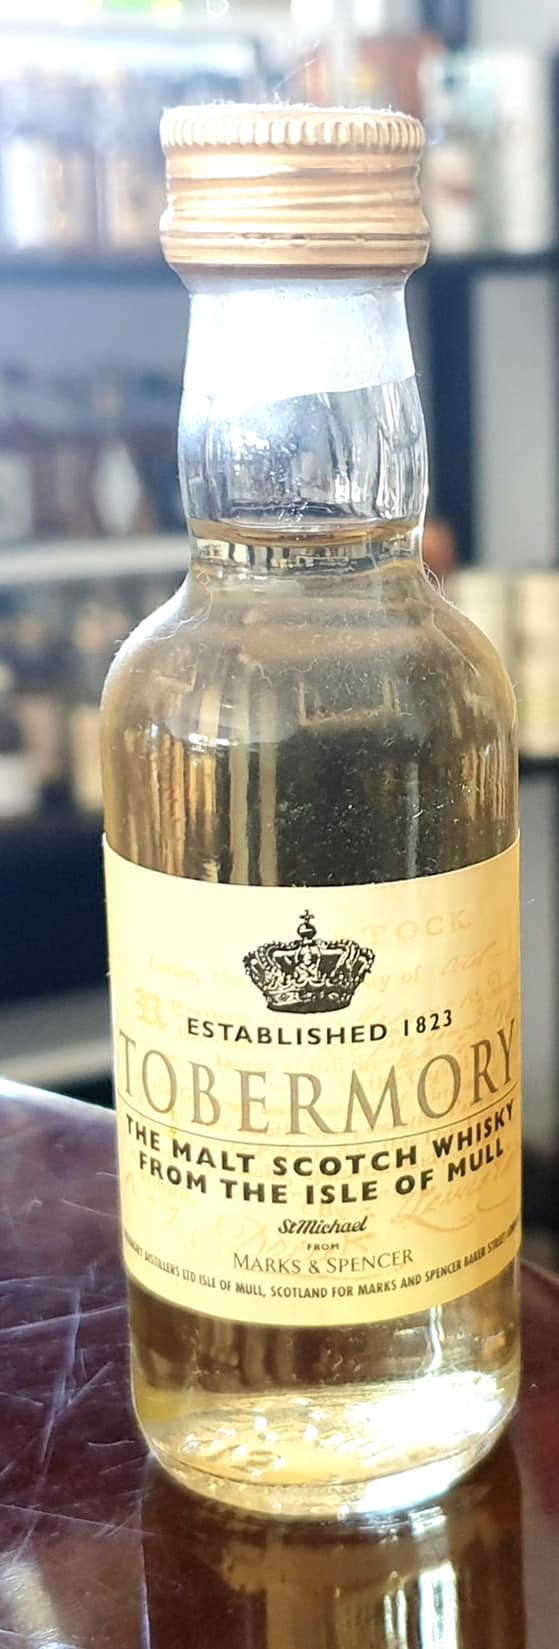 STOCK
ESTABLISHED 1823
TOBERMORY
THE MALT SCOTCH WHISKY
FROM THE ISLE OF MULL
St Michael
FROM
MARKS & SPENCER
DISTILLERS LTD ISLE OF MULL, SCOTLAND FOR MARKS AND SPENCER BAKER STREET